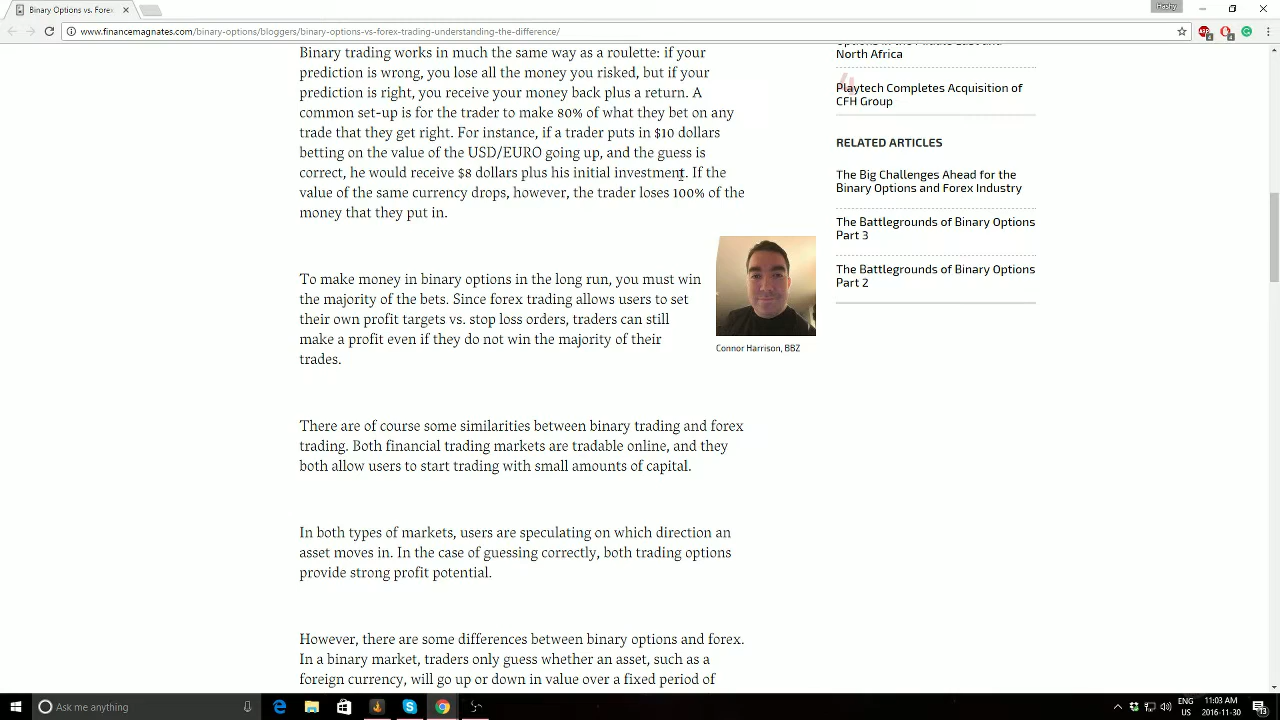 Binary Options vs. Forex
Hashy
www.financemagnates.com/binary-options/bloggers/binary-options-vs-forex-trading-understanding-the-difference/
Binary trading works in much the same way as a roulette: if your
prediction is wrong, you lose all the money you risked, but if your
prediction is right, you receive your money back plus a return. A
common set-up is for the trader to make 80% of what they bet on any
trade that they get right. For instance, if a trader puts in $10 dollars
betting on the value of the USD/EURO going up, and the guess is
correct, he would receive $8 dollars plus his initial investment. If the
value of the same currency drops, however, the trader loses 100% of the
money that they put in.
To make money in binary options in the long run, you must win
the majority of the bets. Since forex trading allows users to set
their own profit targets vs. stop loss orders, traders can still
make a profit even if they do not win the majority of their
trades.
Connor Harrison, BBZ
There are of course some similarities between binary trading and forex
trading. Both financial trading markets are tradable online, and they
both allow users to start trading with small amounts of capital.
In both types of markets, users are speculating on which direction an
asset moves in. In the case of guessing correctly, both trading options
provide strong profit potential.
However, there are some differences between binary options and forex.
In a binary market, traders only guess whether an asset, such as a
foreign currency, will go up or down in value over a fixed period of
Options in the Middle East and
North Africa
Playtech Completes Acquisition of
CFH Group
RELATED ARTICLES
The Big Challenges Ahead for the
Binary Options and Forex Industry
The Battlegrounds of Binary Options
Part 3
The Battlegrounds of Binary Options
Part 2
Ask me anything
ENG
US
11:03 AM
2016-11-30